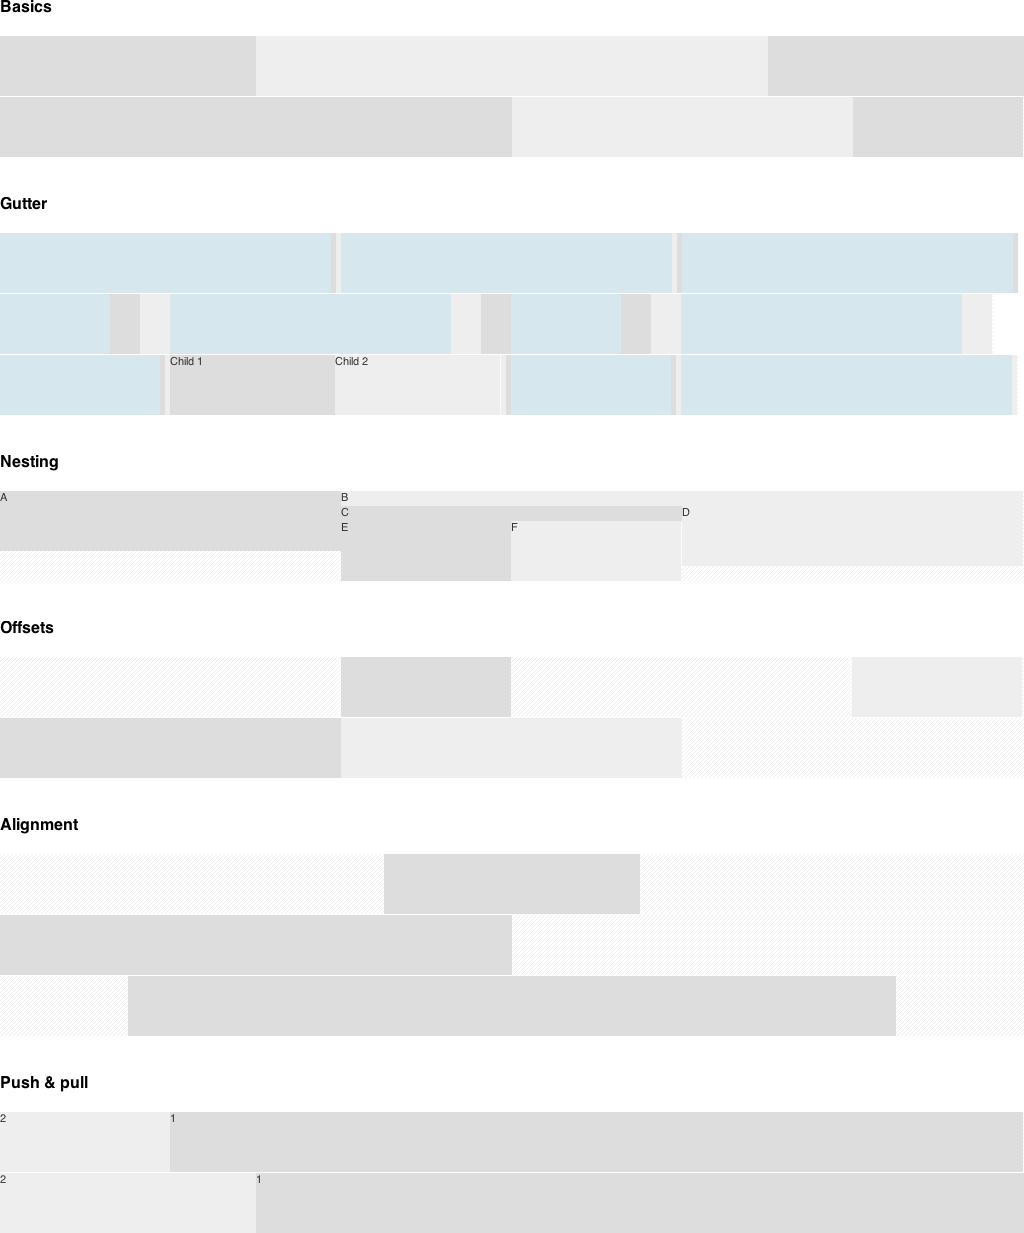 Basics
Gutter
Child 1
Child 2
Nesting
A
B
C
D
E
F
Offsets
Alignment
Push & pull
2
1
2
1